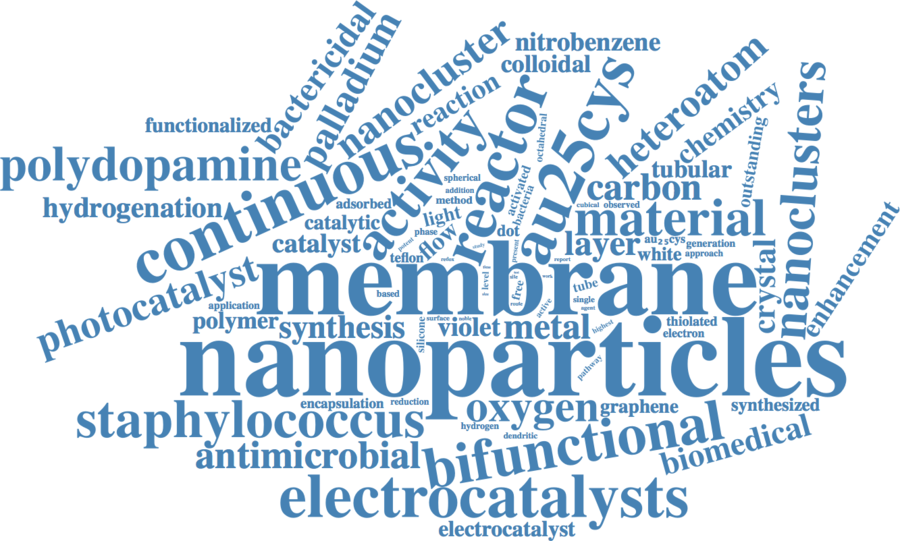 bactericidal
palladium
nanocluster
nitrobenzene
colloidal
reaction
functionalized
polydopamine
continuous
activity
reactor
au25cys
heteroatom
chemistry
outstanding
nanoclusters
octahedral
spherical
addition
method
activated
bacteria
tubular
carbon
cubical
observed
hydrogenation
adsorbed
catalytic
catalyst
light
phase
flow
dot
material
layer
au₂₅cys
generation
white
approach
teflon
potent
study
present
report
photocatalyst
membrane
crystal
enhancement
application
based
level
free
work
tube
single
agent
active
polymer
synthesis
silicone
surface
noble
violet
metal
highest
thiolated
electron
nanoparticles
pathway
staphylococcus
encapsulation
reduction
oxygen
graphene
synthesized
hydrogen
dendritic
antimicrobial
bifunctional
biomedical
electrocatalysts
electrocatalyst